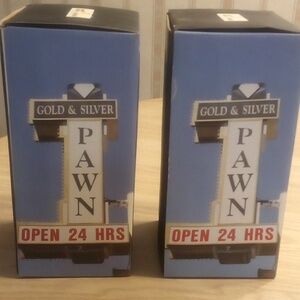 GOLD & SILVER
PAWN
OPEN 24 HRS
GOLD & SILVER
PAWN
OPEN 24 HRS